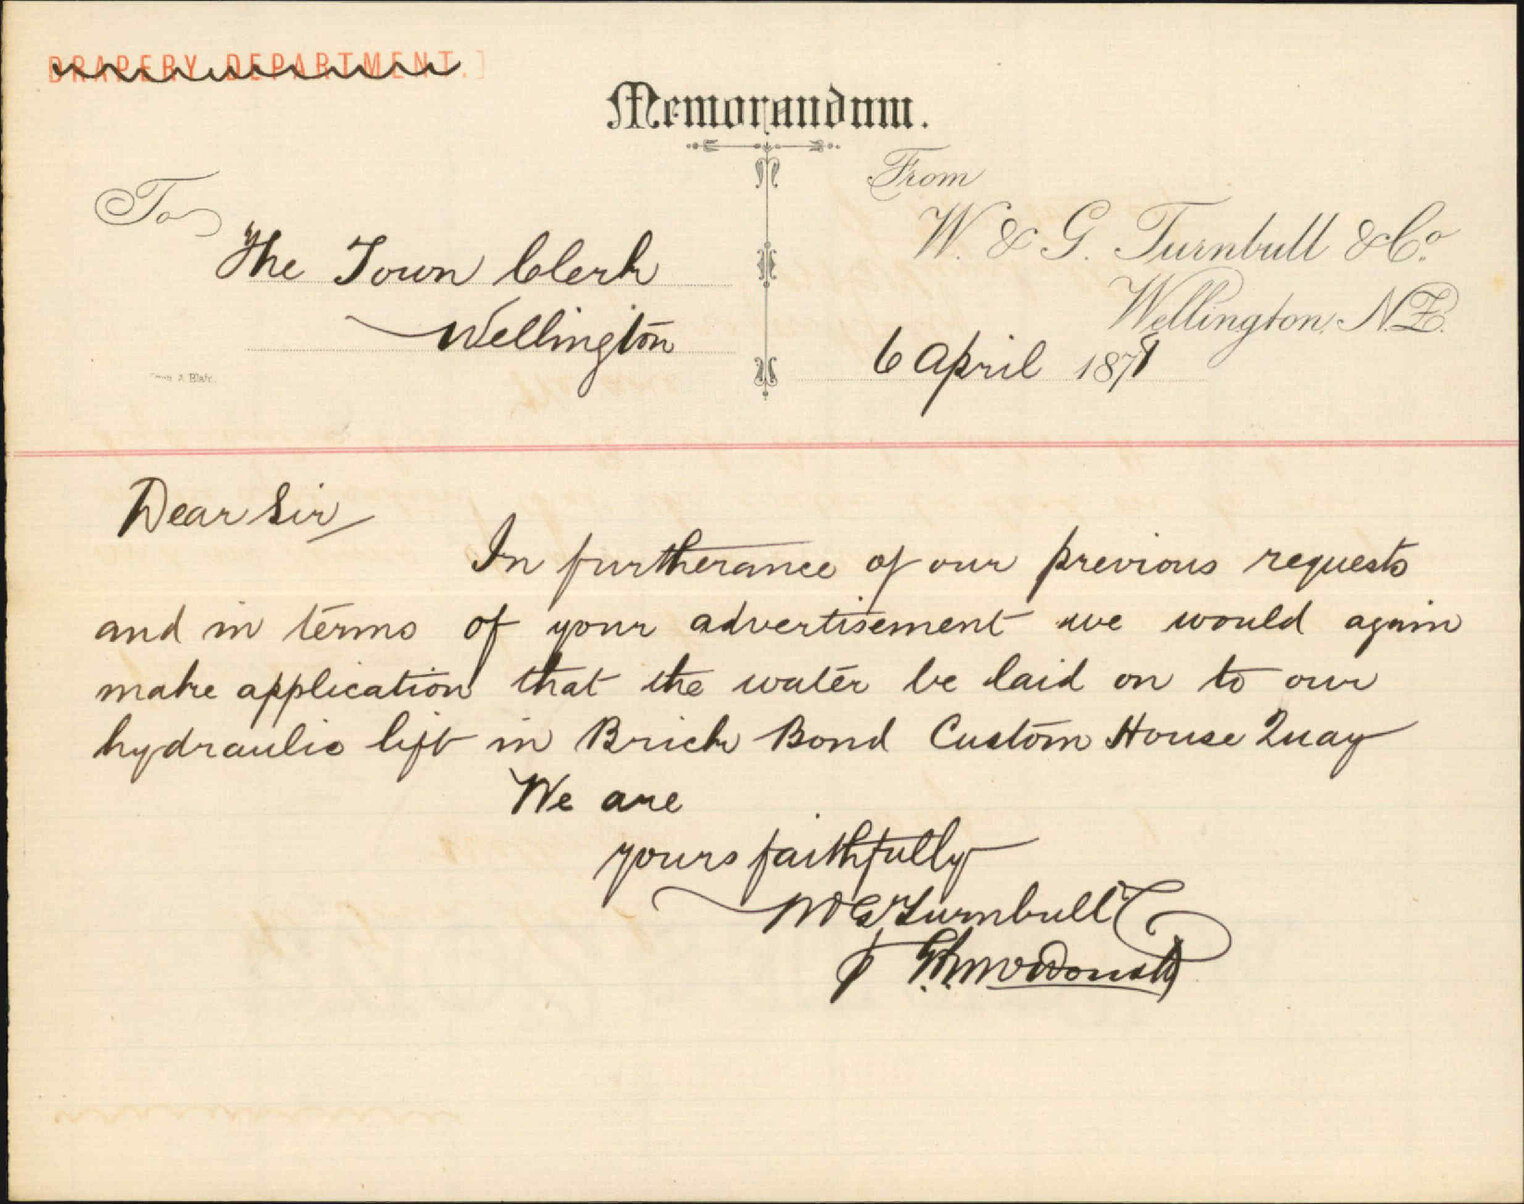 DRAPERY DEPARTMENT.]
Memorandum.
To
From
The Town Clerk
W. & G. Turnbull & Co.
Wellington
Wellington, N.Z.
6 April 187
Dear Sir
In furtherance of our previous requests
and in terms of your advertisement we would again
make application that the water be laid on to our
hydraulic lift in Brick Bond Custom House Quay
We are
yours faithfully
W & G Turnbull & Co